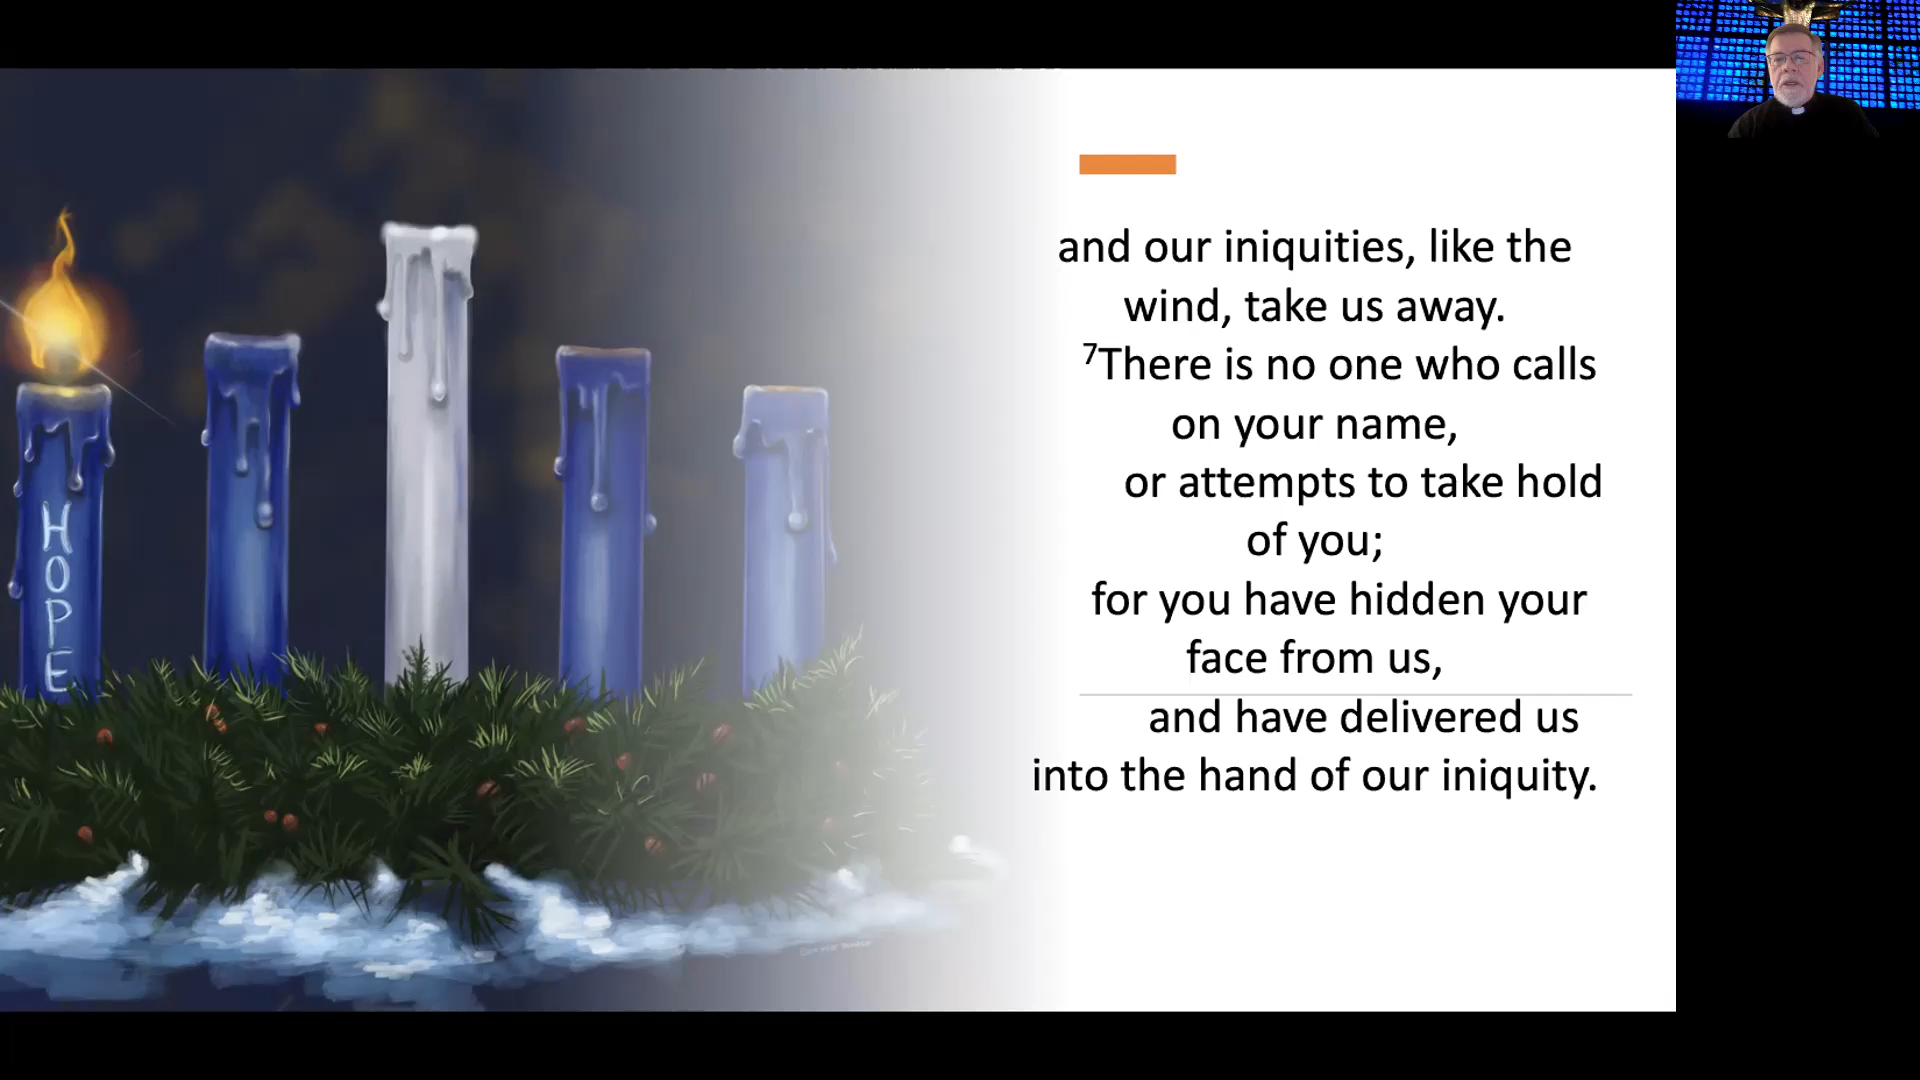 HOPE
and our iniquities, like the
wind, take us away.
⁷There is no one who calls
on your name,
or attempts to take hold
of you;
for you have hidden your
face from us,
and have delivered us
into the hand of our iniquity.